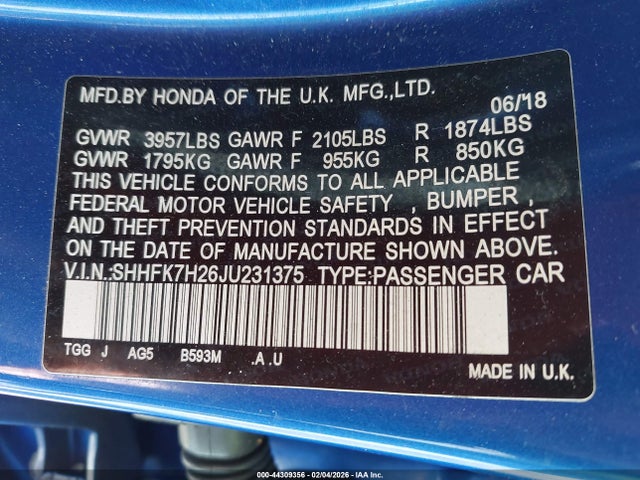 MFD.BY HONDA OF THE U.K. MFG.,LTD.
06/18
GVWR 3957LBS GAWR F 2105LBS R 1874LBS
GVWR 1795KG GAWR F 955KG R 850KG
THIS VEHICLE CONFORMS TO ALL APPLICABLE
FEDERAL MOTOR VEHICLE SAFETY , BUMPER ,
AND THEFT PREVENTION STANDARDS IN EFFECT
ON THE DATE OF MANUFACTURE SHOWN ABOVE.
V.I.N.:SHHFK7H26JU231375 TYPE:PASSENGER CAR
TGG J AG5 B593M .A.U
MADE IN U.K.
000-44309356 | 02/04/2026 - IAA Inc.